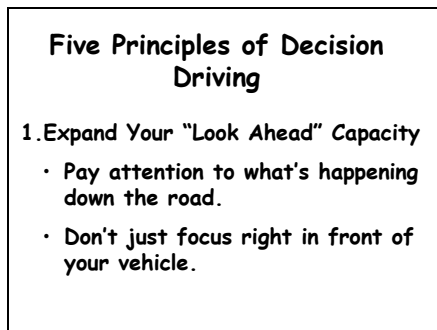 Five Principles of Decision
Driving
1.Expand Your “Look Ahead” Capacity
• Pay attention to what’s happening
down the road.
• Don’t just focus right in front of
your vehicle.